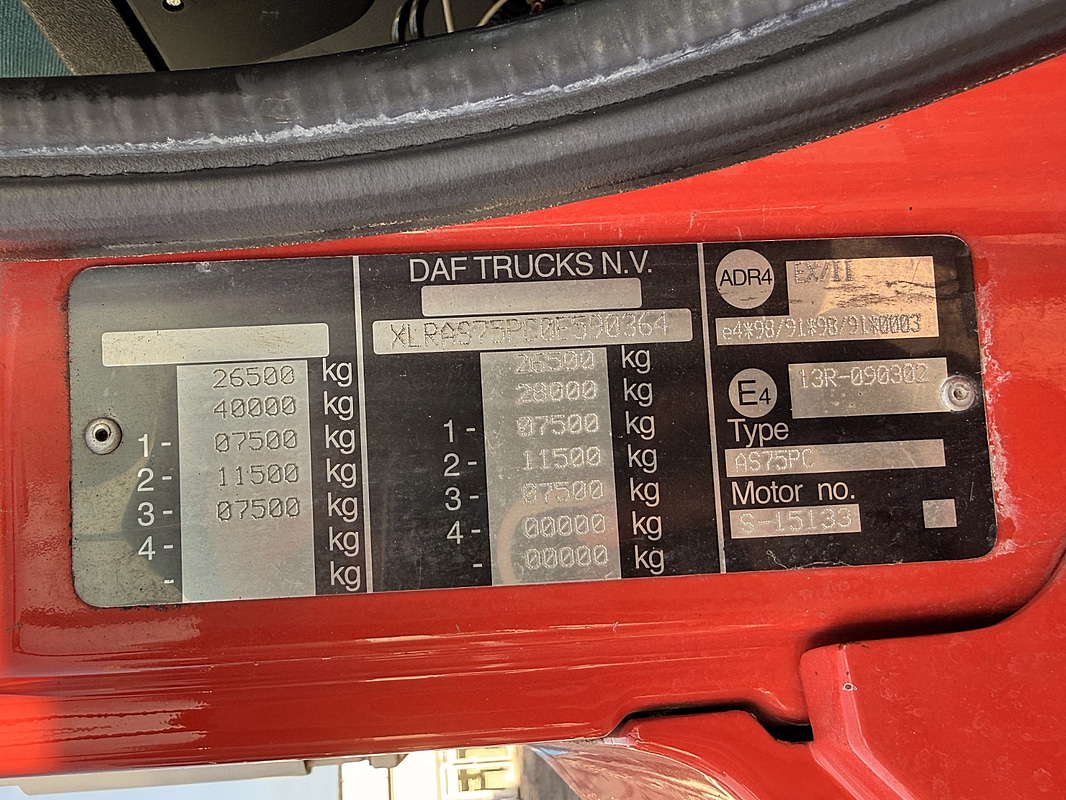 26500 kg
40000 kg
1- 07500 kg
2- 11500 kg
3- 07500 kg
4- kg
- kg
DAF TRUCKS N.V.
XLRAS75PC0E590364
26500 kg
28000 kg
1- 07500 kg
2- 11500 kg
3- 07500 kg
4- 00000 kg
- 00000 kg
ADR4 EX/II
e4*98/91*98/91*0003
E4 13R-090302
Type
AS75PC
Motor no.
S-15133